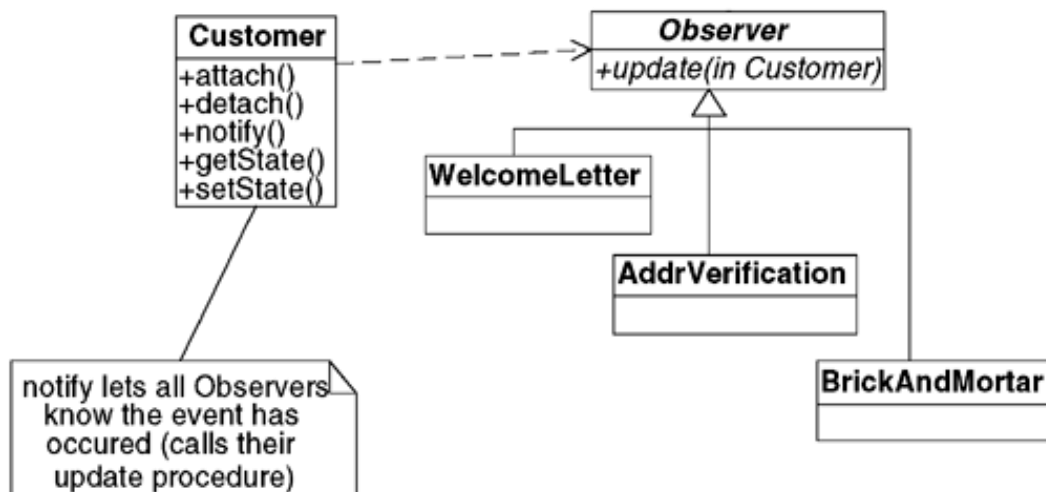 Customer
+attach()
+detach()
+notify()
+getState()
+setState()
Observer
+update(in Customer)
WelcomeLetter
AddrVerification
BrickAndMortar
notify lets all Observers
know the event has
occured (calls their
update procedure)